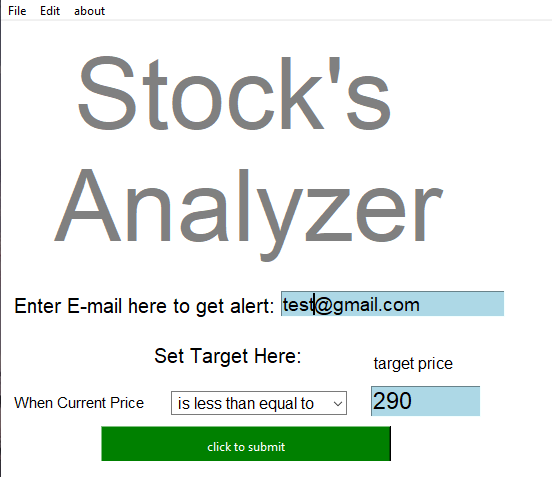 File Edit about
Stock's
Analyzer
Enter E-mail here to get alert: test@gmail.com
Set Target Here:
target price
When Current Price is less than equal to 290
click to submit